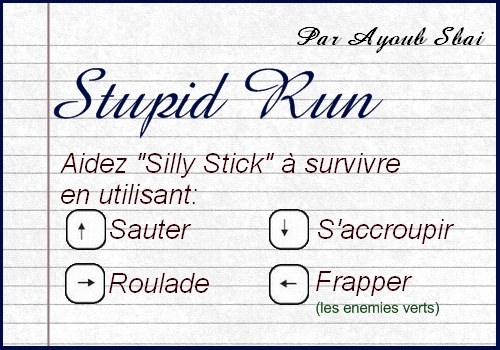 Par Ayoub Sbai
Stupid Run
Aidez "Silly Stick" à survivre
en utilisant:
↑ Sauter
↓ S'accroupir
→ Roulade
← Frapper
(les enemies verts)